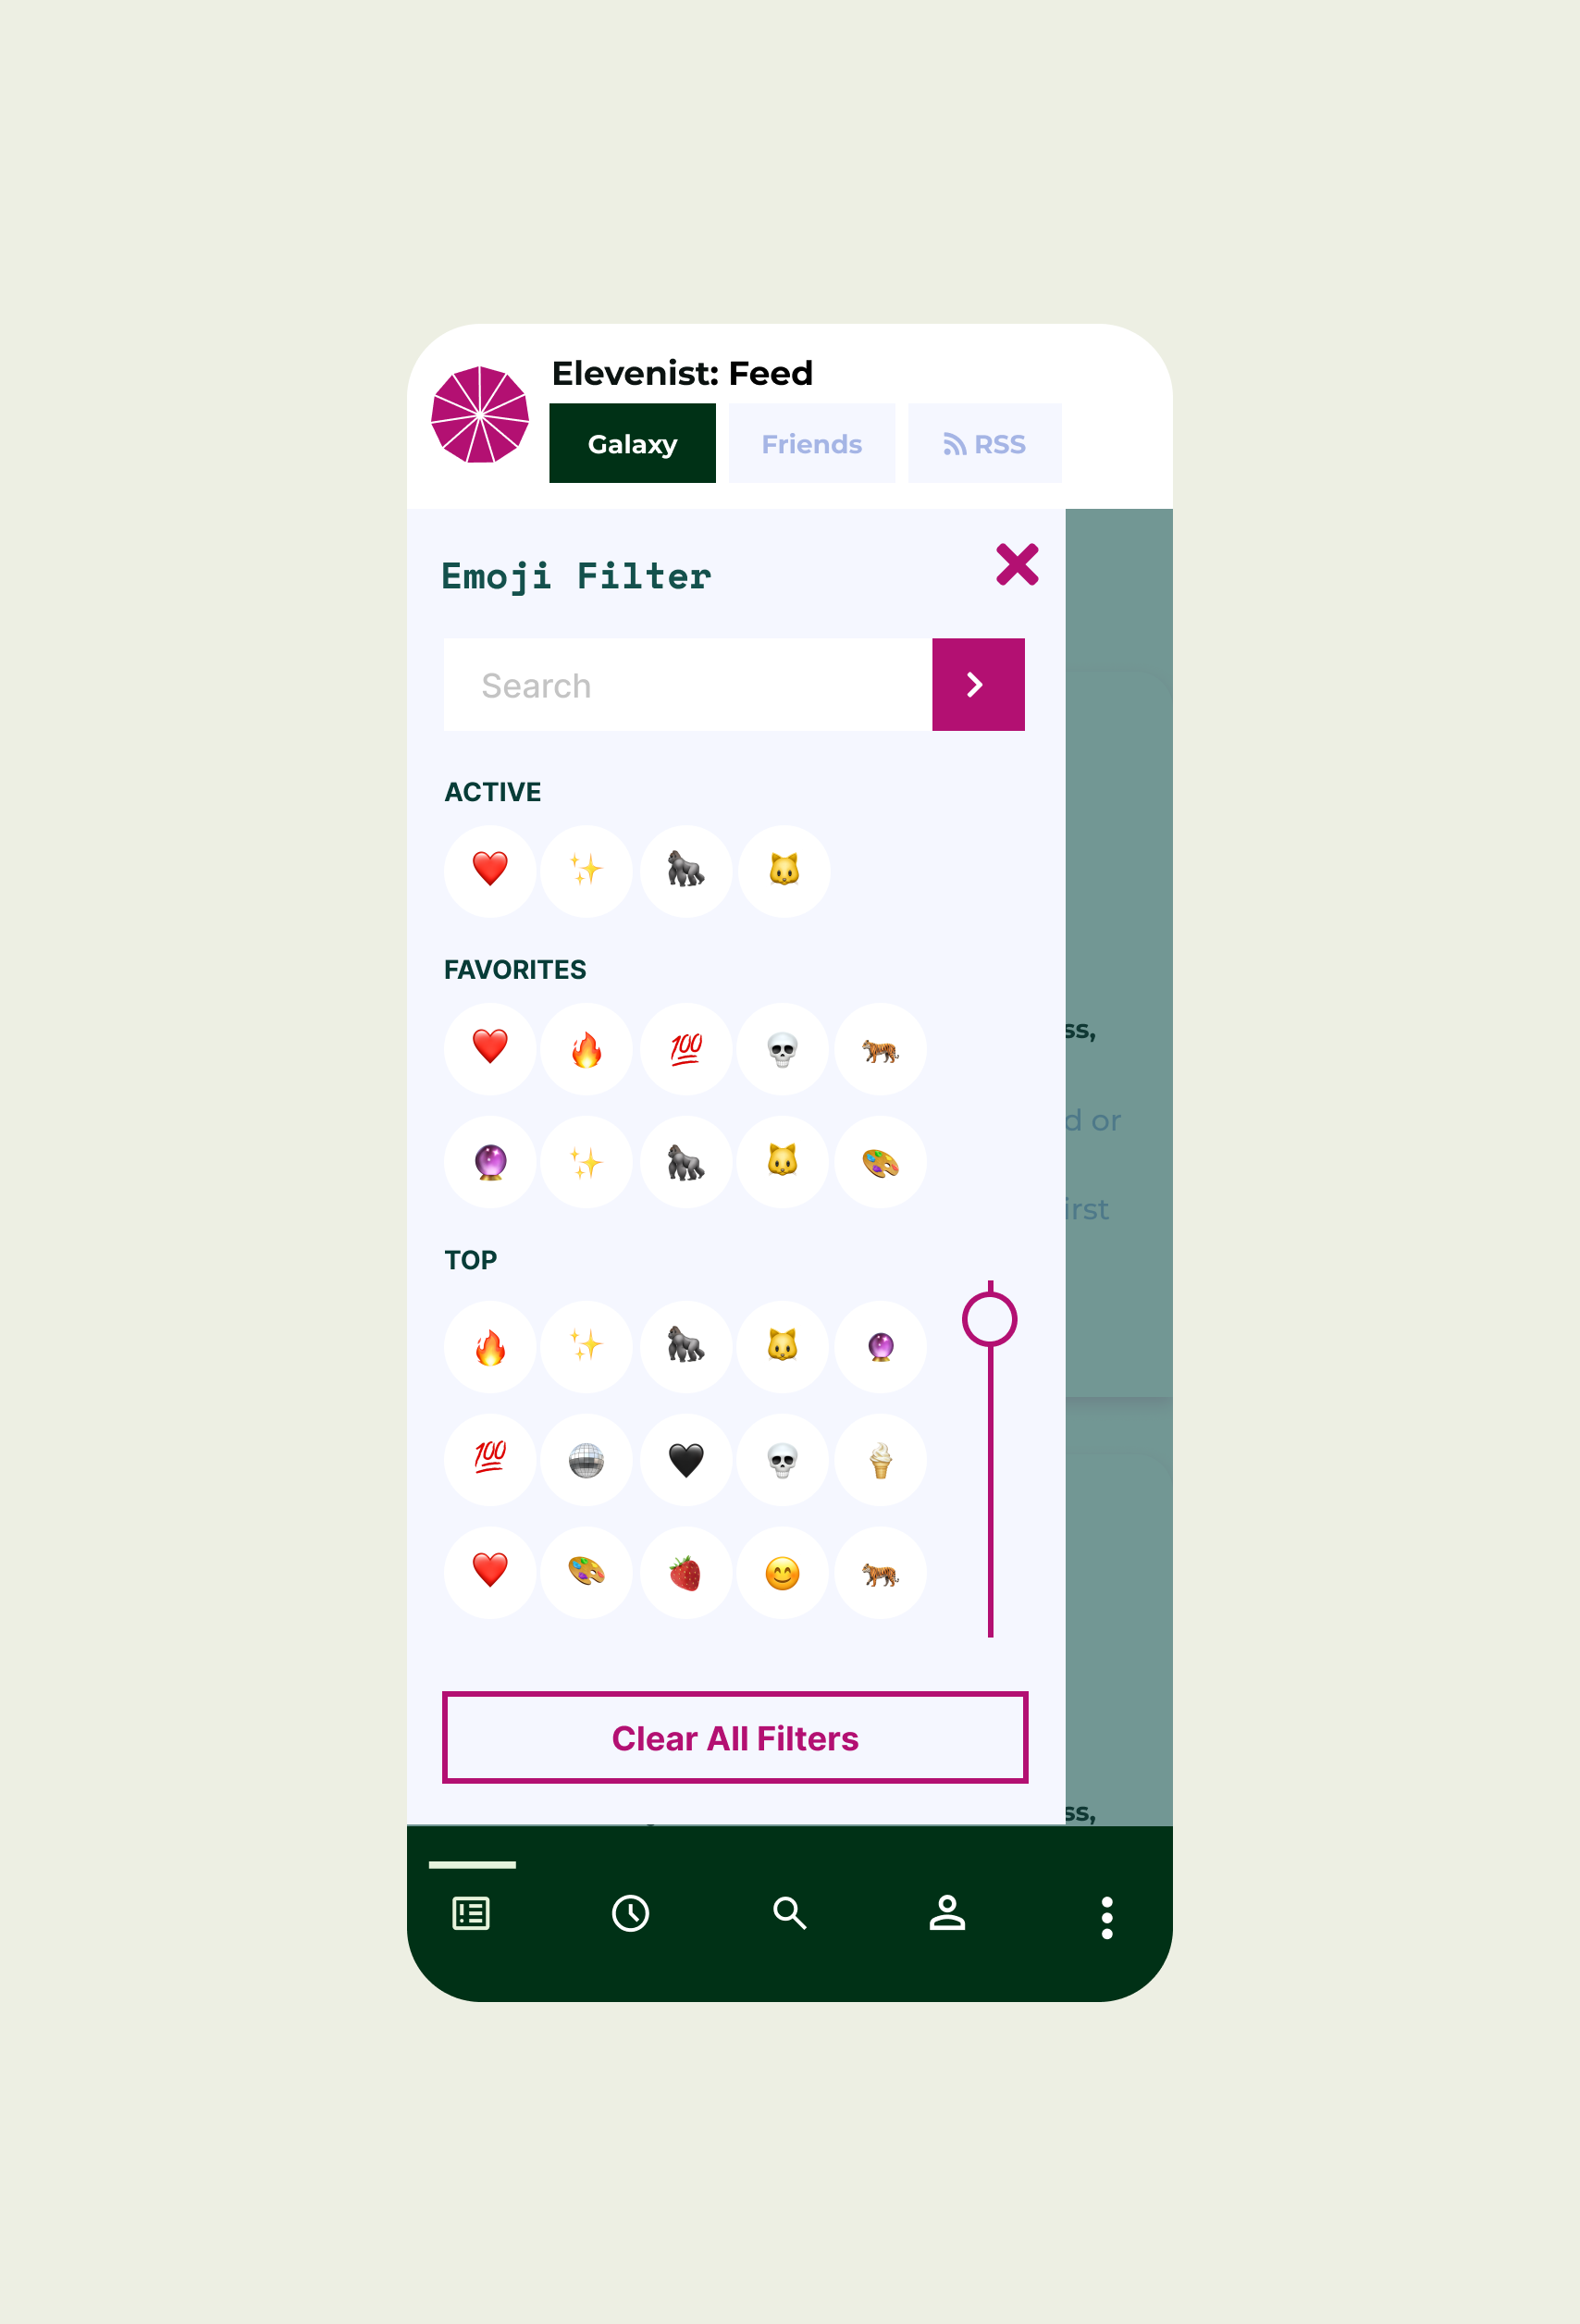 Elevenist: Feed
Galaxy
Friends
RSS
Emoji Filter
Search
ACTIVE
FAVORITES
💯
TOP
💯
ss,
d or
irst
Clear All Filters
ss,